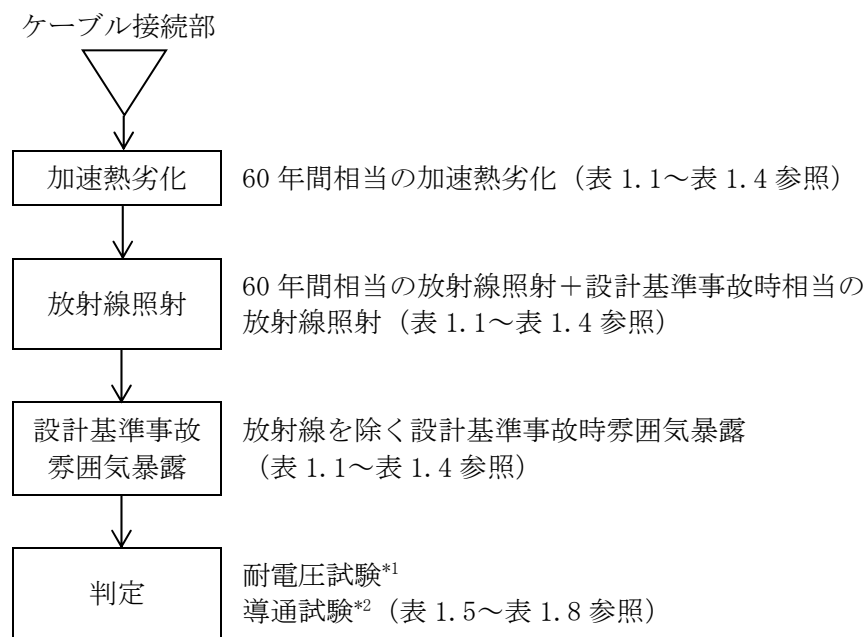 ケーブル接続部
加速熱劣化
60 年間相当の加速熱劣化（表 1.1～表 1.4 参照）
放射線照射
60 年間相当の放射線照射＋設計基準事故時相当の
放射線照射（表 1.1～表 1.4 参照）
設計基準事故
雰囲気暴露
放射線を除く設計基準事故時雰囲気暴露
（表 1.1～表 1.4 参照）
判定
耐電圧試験*1
導通試験*2（表 1.5～表 1.8 参照）